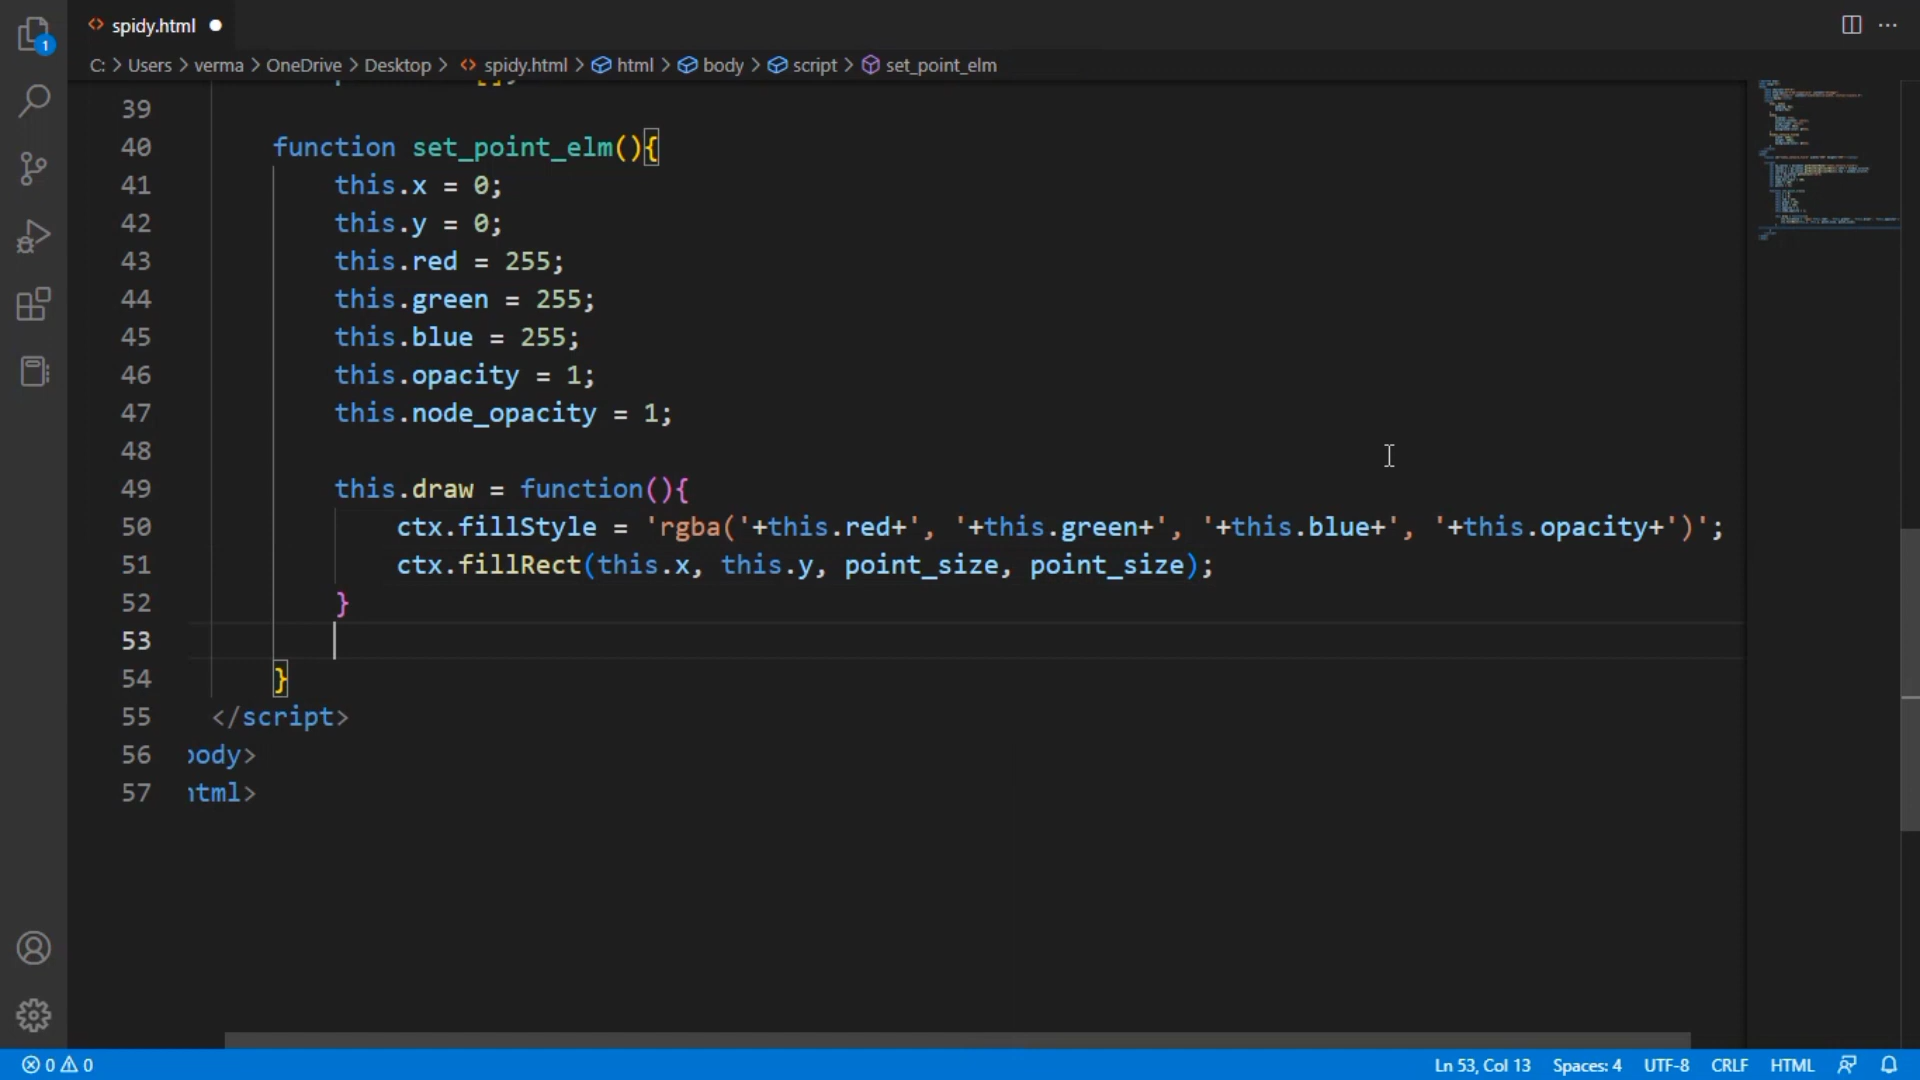 spidy.html
C: > Users > verma > OneDrive > Desktop > spidy.html > html > body > script > set_point_elm
1
39
40 function set_point_elm(){
41 this.x = 0;
42 this.y = 0;
43 this.red = 255;
44 this.green = 255;
45 this.blue = 255;
46 this.opacity = 1;
47 this.node_opacity = 1;
48
49 this.draw = function(){
50 ctx.fillStyle = 'rgba('+this.red+', '+this.green+', '+this.blue+', '+this.opacity+')';
51 ctx.fillRect(this.x, this.y, point_size, point_size);
52 }
53
54 }
55 </script>
56 body>
57 html>
0 0 Ln 53, Col 13 Spaces: 4 UTF-8 CRLF HTML